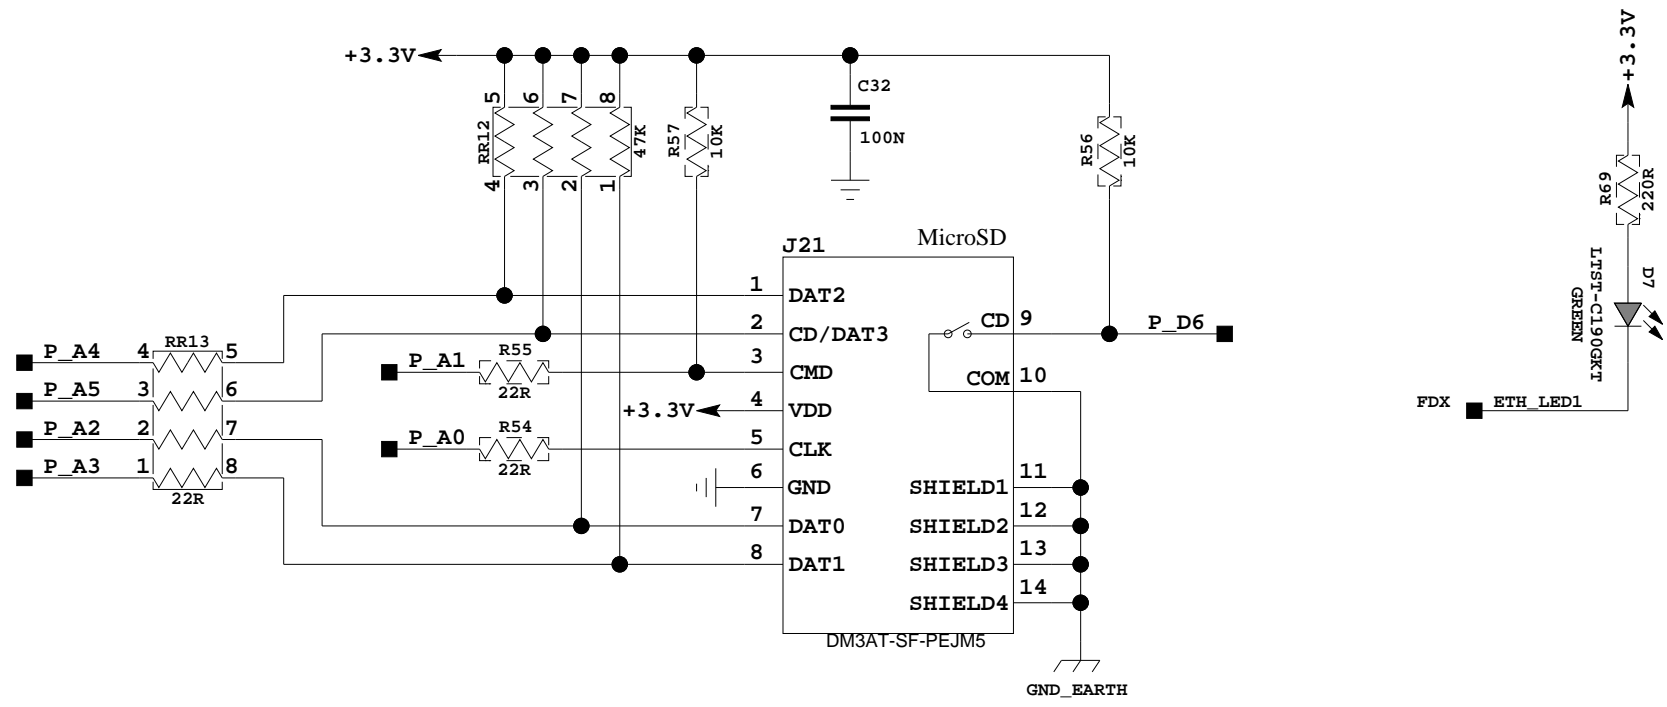 +3.3V
5 6 7 8
RR12
47K
4 3 2 1
R57
10K
C32
100N
R56
10K
+3.3V
R69
220R
D7
LTST-C190GKT
GREEN
FDX
ETH_LED1
J21
MicroSD
1 DAT2
2 CD/DAT3
3 CMD
4 VDD
5 CLK
6 GND
7 DAT0
8 DAT1
CD 9
COM 10
SHIELD1 11
SHIELD2 12
SHIELD3 13
SHIELD4 14
DM3AT-SF-PEJM5
P_D6
GND_EARTH
RR13
P_A4 4 5
P_A5 3 6
P_A2 2 7
P_A3 1 8
22R
P_A1
R55
22R
+3.3V
P_A0
R54
22R